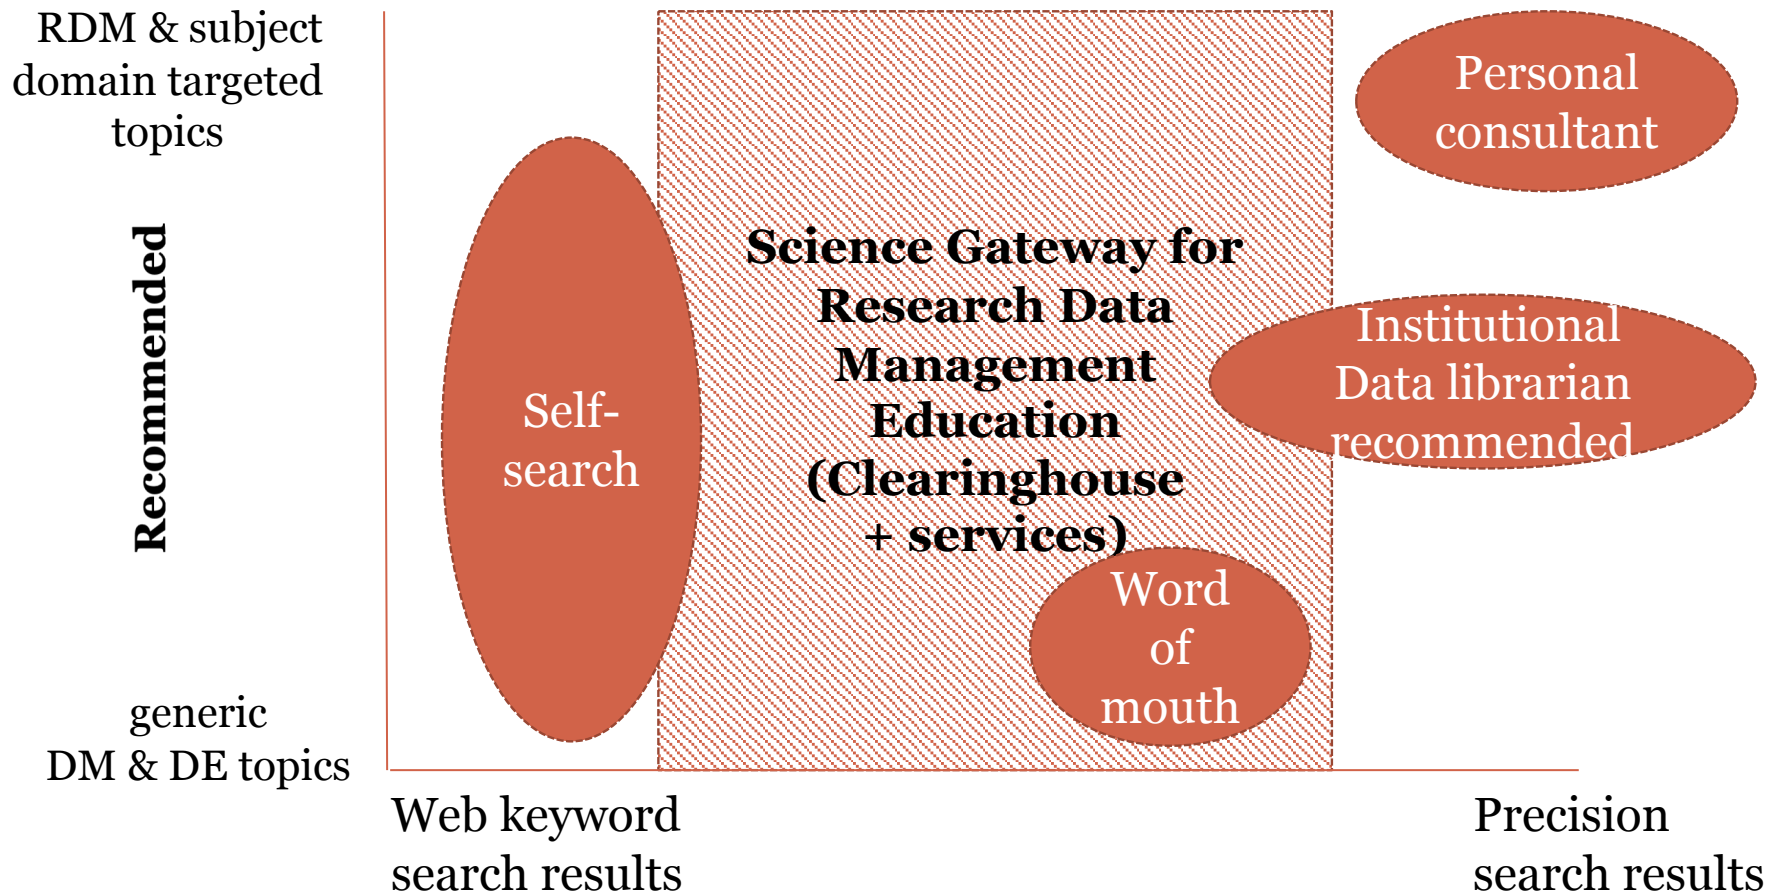 RDM & subject
domain targeted
topics
Recommended
generic
DM & DE topics
Self-
search
Science Gateway for
Research Data
Management
Education
(Clearinghouse
+ services)
Word
of
mouth
Personal
consultant
Institutional
Data librarian
recommended
Web keyword
search results
Precision
search results